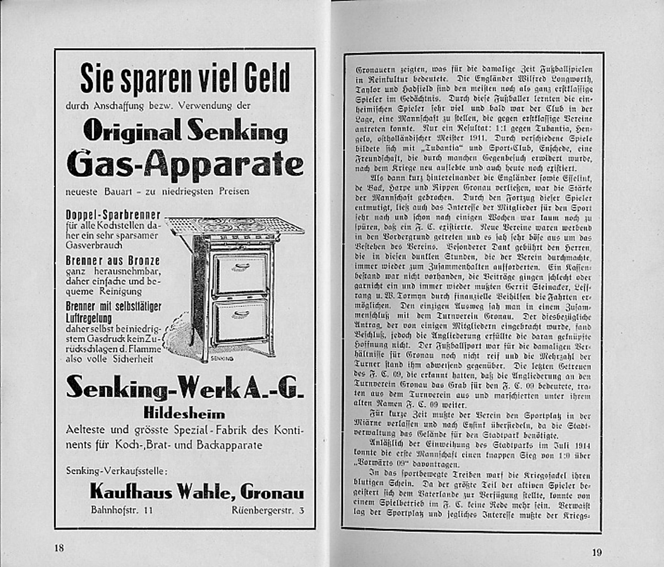 Sie sparen viel Geld
durch Anschaffung bezw. Verwendung der
Original Senking
Gas-Apparate
neueste Bauart - zu niedrigsten Preisen
Doppel-Sparbrenner
für alle Kochstellen da-
her ein sehr sparsamer
Gasverbrauch
Brenner aus Bronze
ganz herausnehmbar,
daher einfache und be-
queme Reinigung
Brenner mit selbsttätiger
Luftregelung
daher selbst bei niedrig-
stem Gasdruck kein Zu-
rückschlagen d. Flamme
also volle Sicherheit
SENKING
Senking-Werk A.-G.
Hildesheim
Aelteste und grösste Spezial-Fabrik des Konti-
nents für Koch-, Brat- und Backapparate
Senking-Verkaufsstelle:
Kaufhaus Wahle, Gronau
Bahnhofstr. 11 Rüenbergerstr. 3
18
Gronauern zeigten, was für die damalige Zeit Fußballspielen
in Reinkultur bedeutete. Die Engländer Wilfred Longworth,
Taylor und Hadfield sind den meisten noch als ganz erstklassige
Spieler im Gedächtnis. Durch diese Fußballer lernten die ein-
heimischen Spieler sehr viel und bald war der Club in der
Lage, eine Mannschaft zu stellen, die gegen erstklassige Vereine
antreten konnte. Nur ein Resultat: 1:1 gegen Tubantia, Hen-
gelo, ostholländischer Meister 1911. Durch verschiedene Spiele
bildete sich mit „Tubantia" und Sport-Club, Enschede, eine
Freundschaft, die durch manchen Gegenbesuch erwidert wurde,
nach dem Kriege neu auflebte und auch heute noch existiert.
Als dann kurz hintereinander die Engländer sowie Esselink,
de Bak, Harpe und Rippen Gronau verließen, war die Stärke
der Mannschaft gebrochen. Durch den Fortzug dieser Spieler
entmutigt, ließ auch das Interesse der Mitglieder für den Sport
sehr nach und schon nach einigen Wochen war kaum noch zu
spüren, daß ein F. C. existierte. Neue Vereine waren werbend
in den Vordergrund getreten und es sah sehr böse aus um das
Bestehen des Vereins. Besonderer Dank gebührt den Herren,
die in diesen dunklen Stunden, die der Verein durchmachte,
immer wieder zum Zusammenhalten aufforderten. Ein Kassen-
bestand war nicht vorhanden, die Beiträge gingen schlecht oder
garnicht ein und immer wieder mußten Gerrit Steinacker, Leff-
rang u. W. Tormyn durch finanzielle Beihilfen die Fahrten er-
möglichen. Den einzigen Ausweg sah man in einem Zusam-
menschluß mit dem Turnverein Gronau. Der diesbezügliche
Antrag, der von einigen Mitgliedern eingebracht wurde, fand
Beschluß, jedoch die Angliederung erfüllte die daran geknüpfte
Hoffnung nicht. Der Fußballsport war für die damaligen Ver-
hältnisse für Gronau noch nicht reif und die Mehrzahl der
Turner stand ihm abweisend gegenüber. Die letzten Getreuen
des F. C. 09, die erkannt hatten, daß die Angliederung an den
Turnverein Gronau das Grab für den F. C. 09 bedeutete, tra-
ten aus dem Turnverein aus und marschierten unter ihrem
alten Namen F. C. 09 weiter.
Für kurze Zeit mußte der Verein den Sportplatz in der
Miärne verlassen und nach Eßink übersiedeln, da die Stadt-
verwaltung das Gelände für den Stadtpark benötigte.
Anläßlich der Einweihung des Stadtparks im Juli 1914
konnte die erste Mannschaft einen knappen Sieg von 1:0 über
„Vorwärts 09" davontragen.
In das sportbewegte Treiben warf die Kriegsfackel ihren
blutigen Schein. Da der größte Teil der aktiven Spieler be-
geistert sich dem Vaterlande zur Verfügung stellte, konnte von
einem Spielbetrieb im F. C. keine Rede mehr sein. Verwaist
lag der Sportplatz und jegliches Interesse mußte der Kriegs-
19